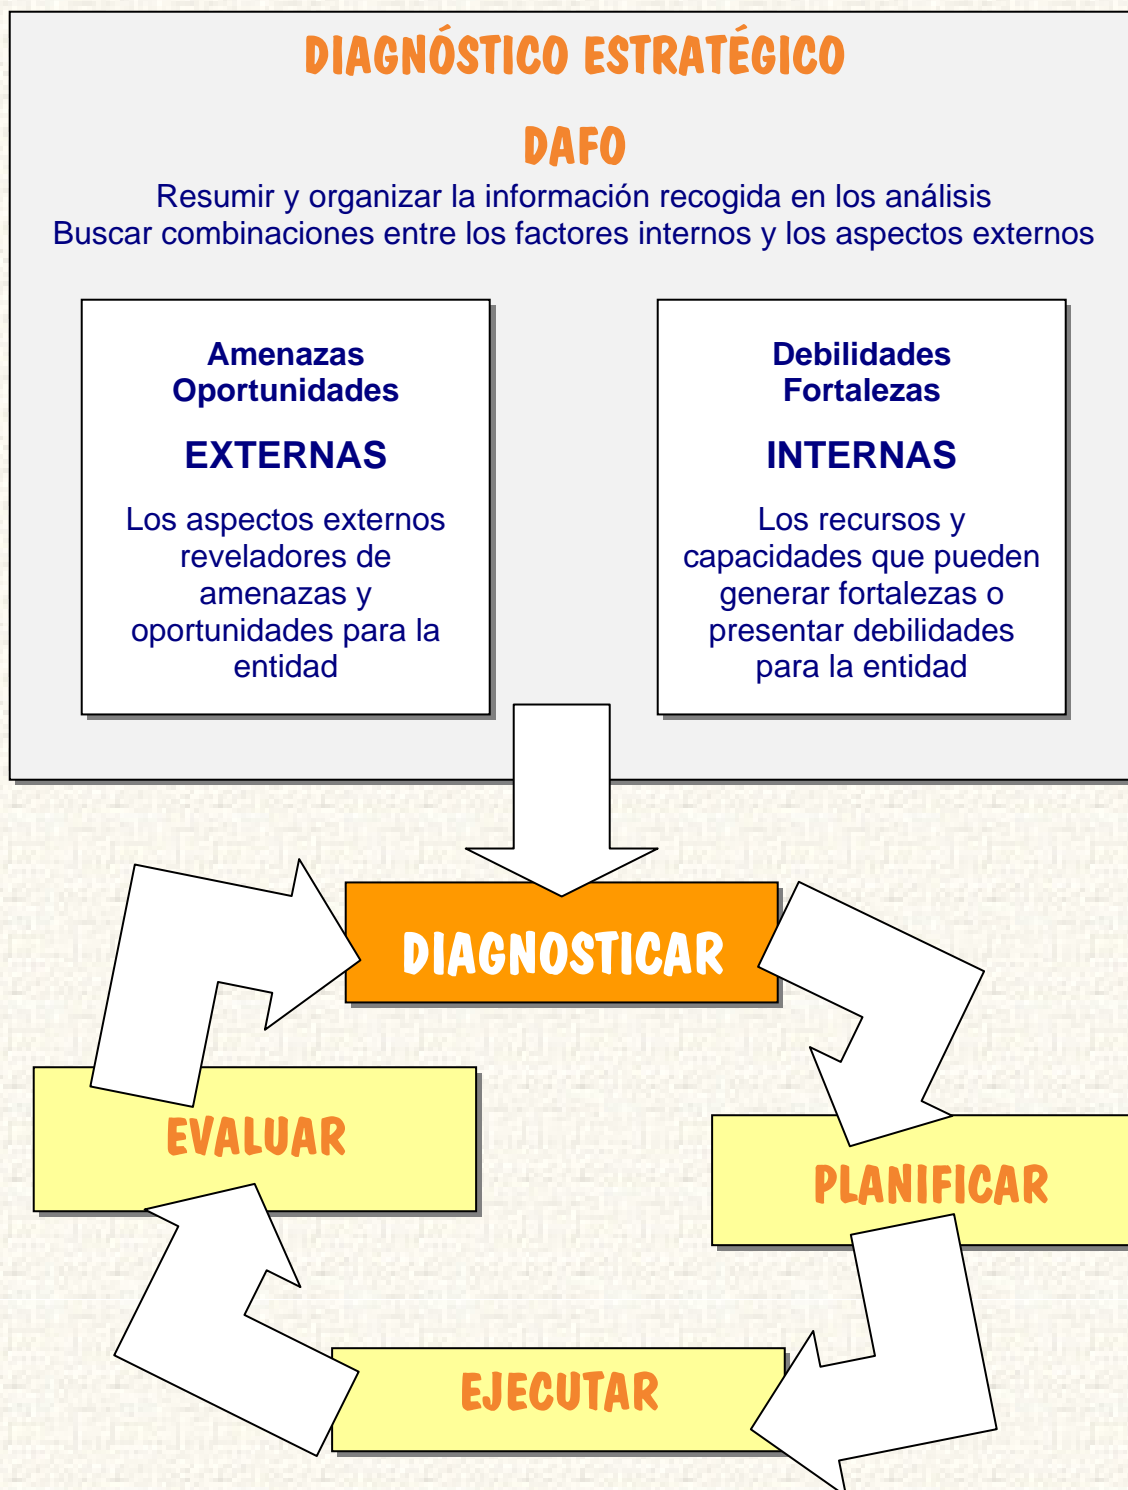 DIAGNÓSTICO ESTRATÉGICO
DAFO
Resumir y organizar la información recogida en los análisis
Buscar combinaciones entre los factores internos y los aspectos externos
Amenazas
Oportunidades
EXTERNAS
Los aspectos externos
reveladores de
amenazas y
oportunidades para la
entidad
Debilidades
Fortalezas
INTERNAS
Los recursos y
capacidades que pueden
generar fortalezas o
presentar debilidades
para la entidad
DIAGNOSTICAR
EVALUAR
PLANIFICAR
EJECUTAR